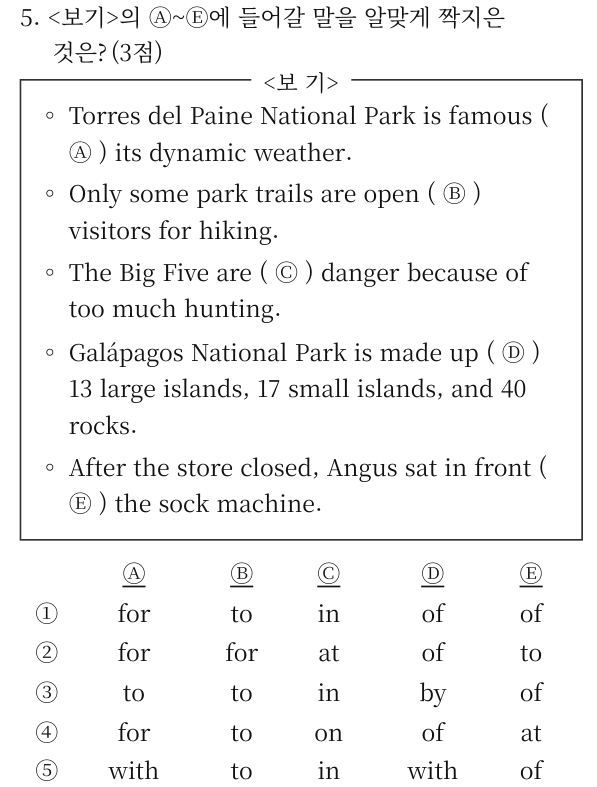 5. <보기>의 Ⓐ~Ⓔ에 들어갈 말을 알맞게 짝지은
것은? (3점)
<보 기>
◦ Torres del Paine National Park is famous (
Ⓐ ) its dynamic weather.
◦ Only some park trails are open ( Ⓑ )
visitors for hiking.
◦ The Big Five are ( Ⓒ ) danger because of
too much hunting.
◦ Galápagos National Park is made up ( Ⓓ )
13 large islands, 17 small islands, and 40
rocks.
◦ After the store closed, Angus sat in front (
Ⓔ ) the sock machine.
Ⓐ Ⓑ Ⓒ Ⓓ Ⓔ
① for to in of of
② for for at of to
③ to to in by of
④ for to on of at
⑤ with to in with of